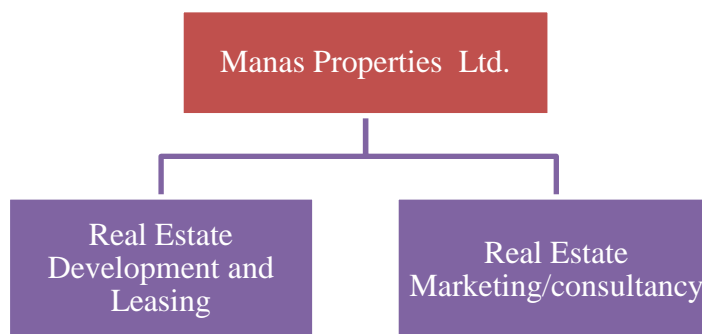 Manas Properties  Ltd.
Real Estate
Development and
Leasing
Real Estate
Marketing/consultancy